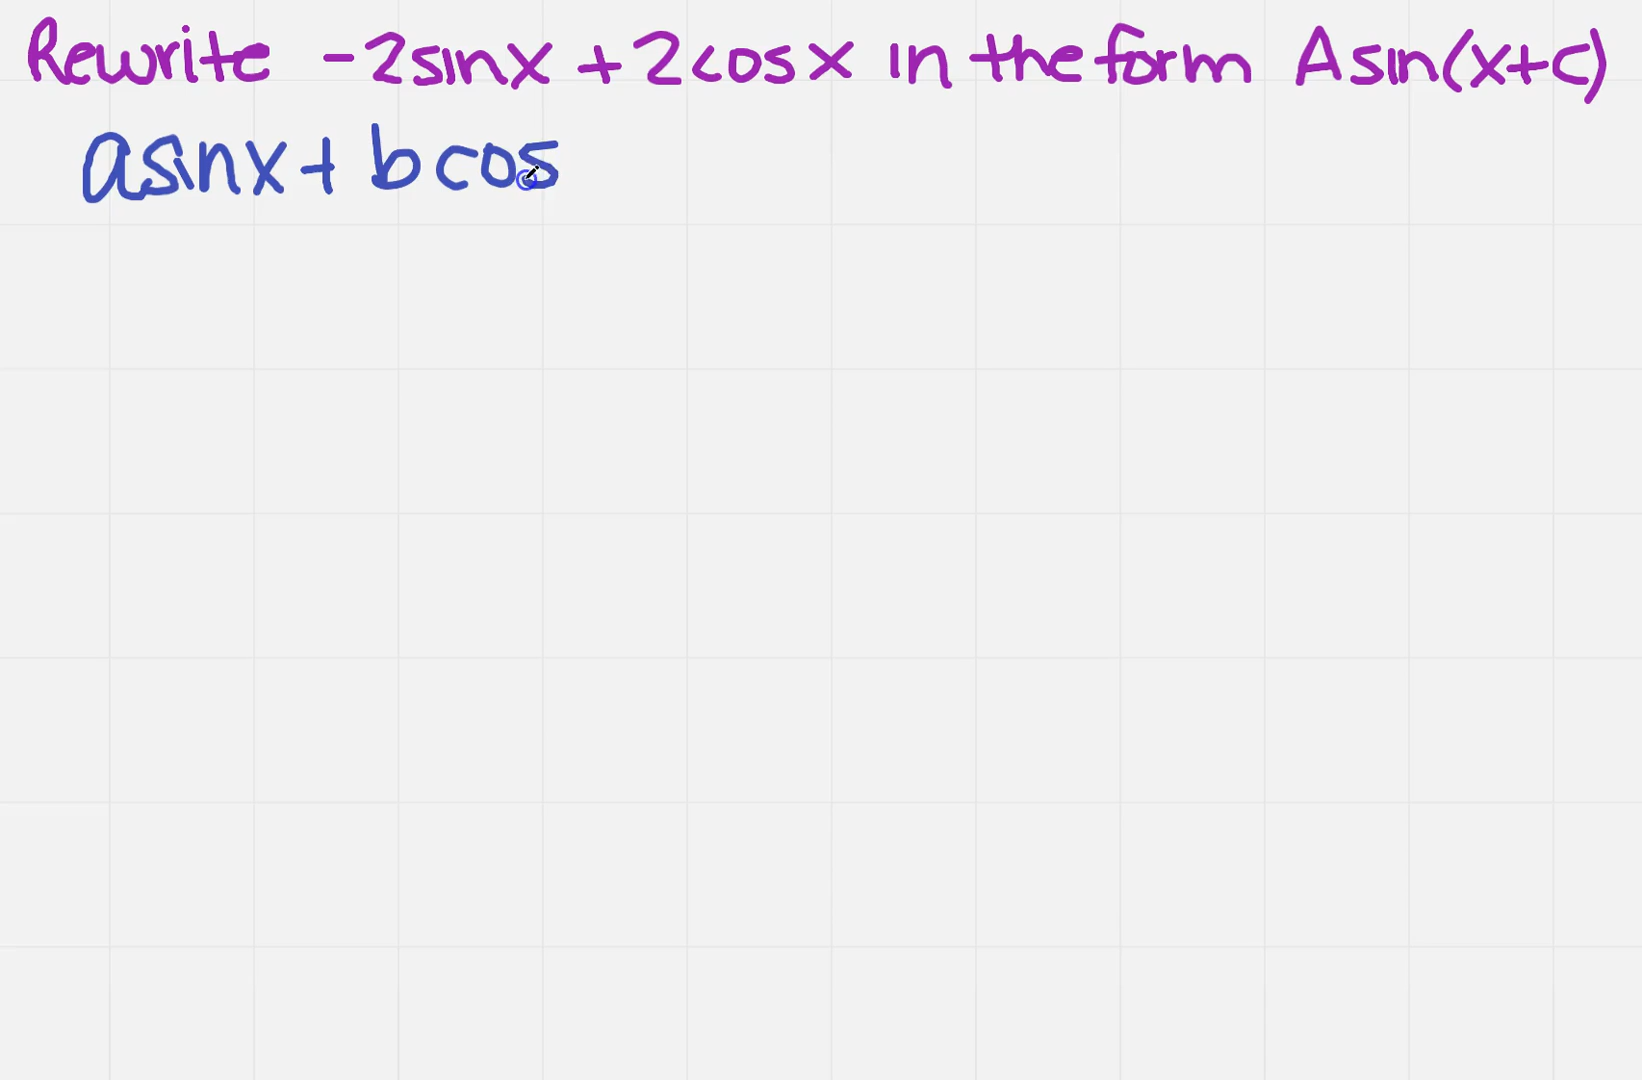 Rewrite -2sinx + 2cosx in the form Asin(x+c)
asinx + bcos